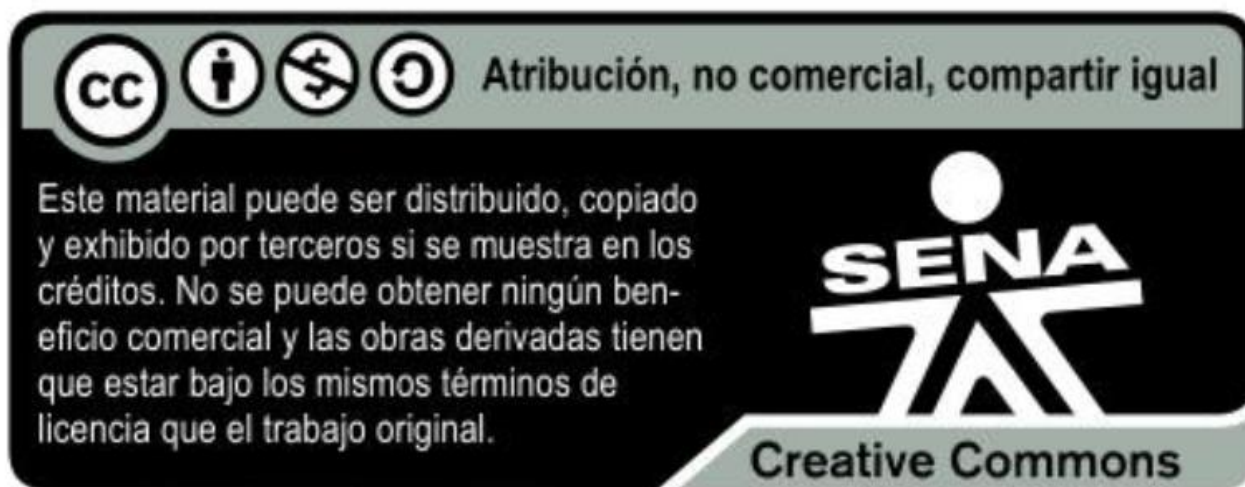 cc Atribución, no comercial, compartir igual
Este material puede ser distribuido, copiado
y exhibido por terceros si se muestra en los
créditos. No se puede obtener ningún ben-
eficio comercial y las obras derivadas tienen
que estar bajo los mismos términos de
licencia que el trabajo original.
SENA
Creative Commons